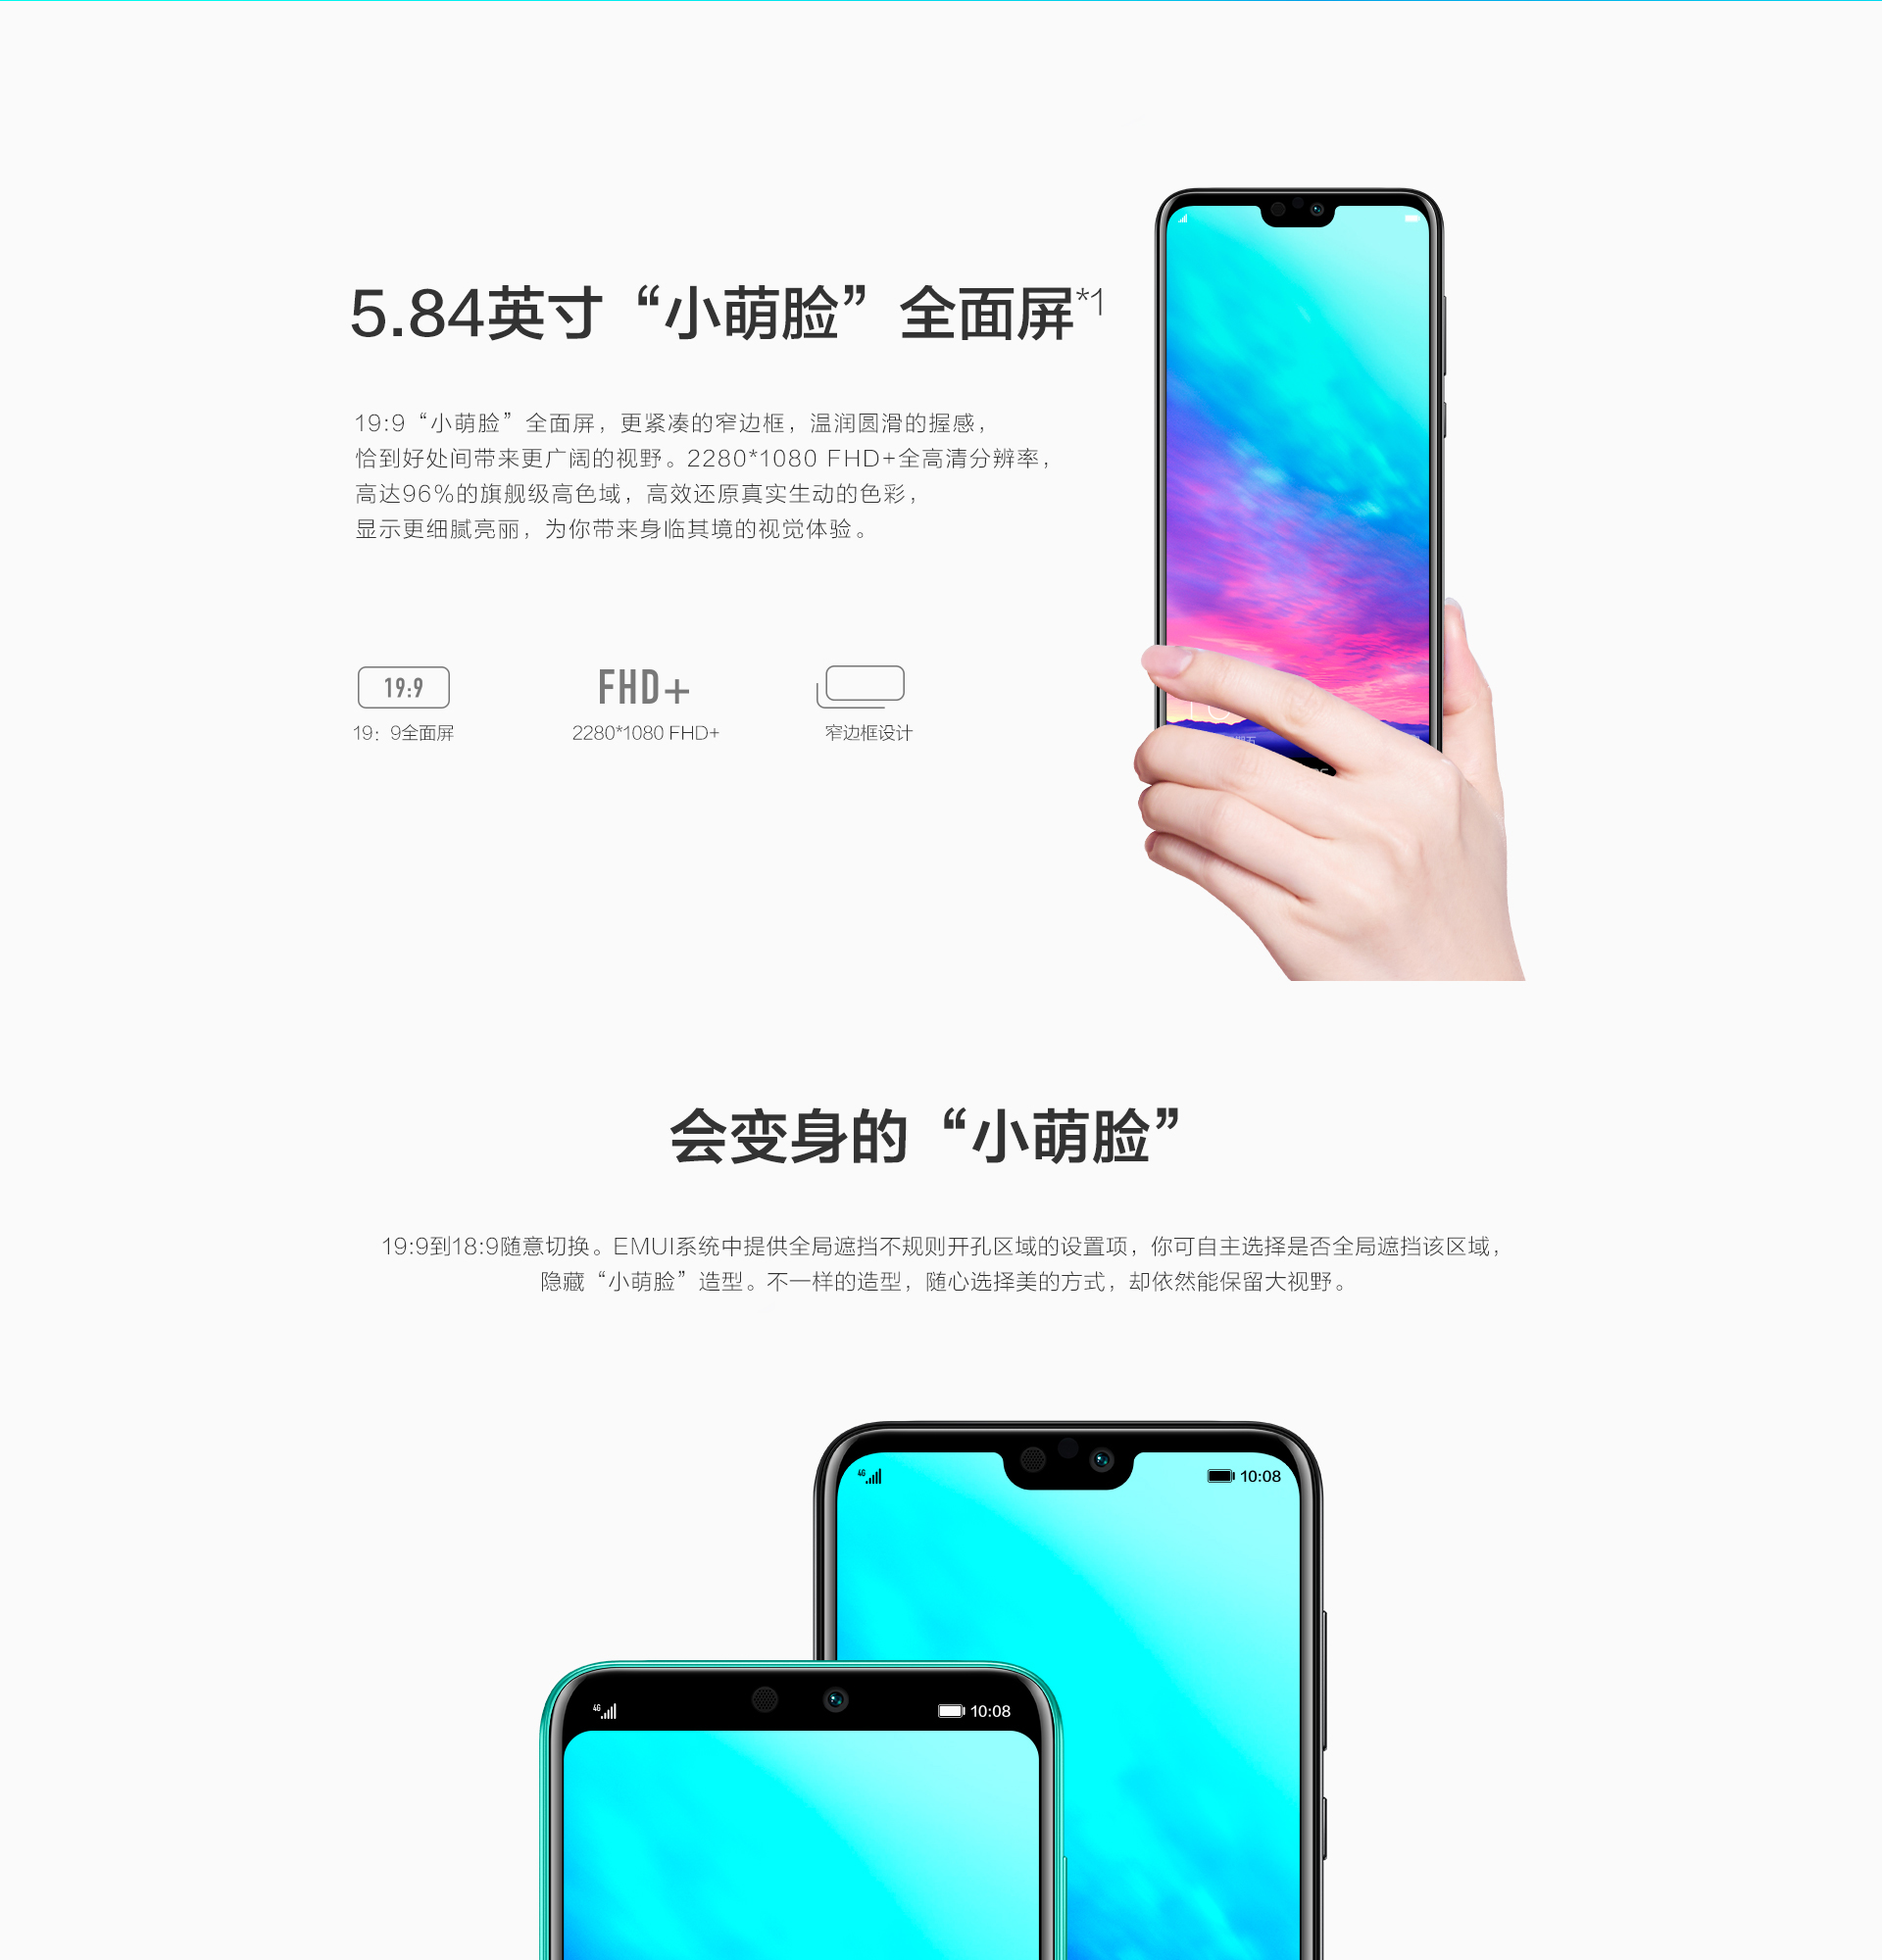 5.84英寸“小萌脸”全面屏*1
19:9“小萌脸”全面屏，更紧凑的窄边框，温润圆滑的握感，
恰到好处间带来更广阔的视野。2280*1080 FHD+全高清分辨率，
高达96%的旗舰级高色域，高效还原真实生动的色彩，
显示更细腻亮丽，为你带来身临其境的视觉体验。
19:9
FHD+
19：9全面屏
2280*1080 FHD+
窄边框设计
会变身的“小萌脸”
19:9到18:9随意切换。EMUI系统中提供全局遮挡不规则开孔区域的设置项，你可自主选择是否全局遮挡该区域，
隐藏“小萌脸”造型。不一样的造型，随心选择美的方式，却依然能保留大视野。
4G
10:08
4G
10:08